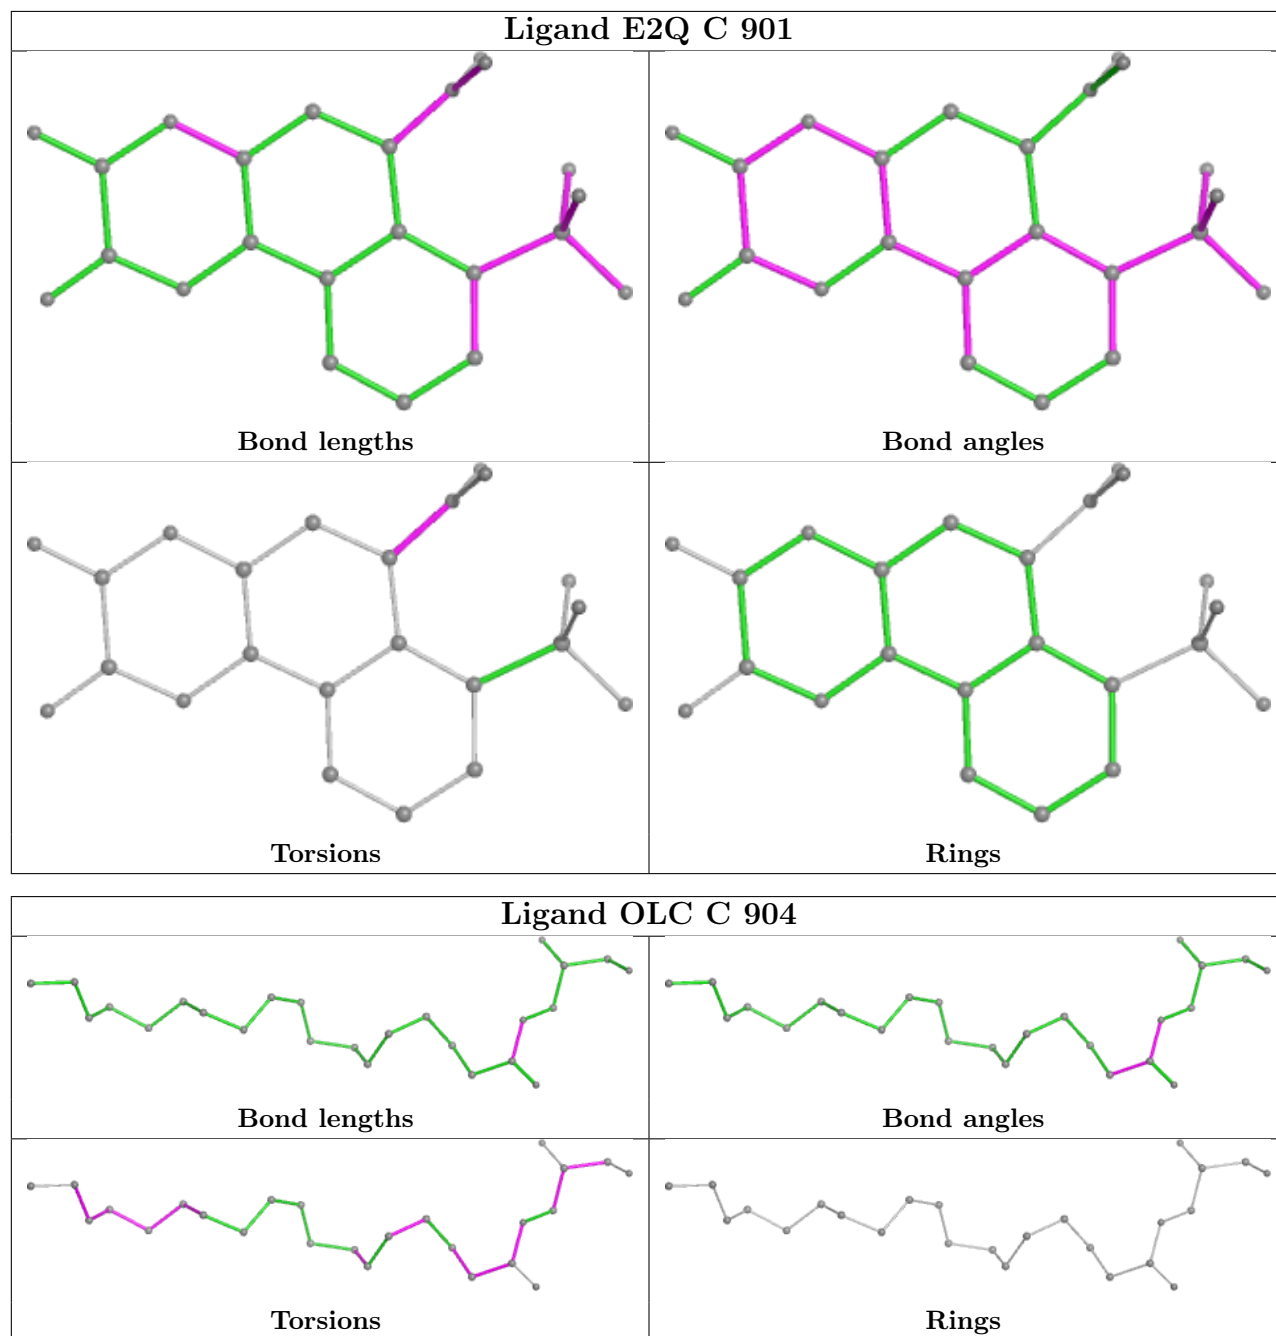 Ligand E2Q C 901
Bond lengths
Bond angles
Torsions
Rings
Ligand OLC C 904
Bond lengths
Bond angles
Torsions
Rings